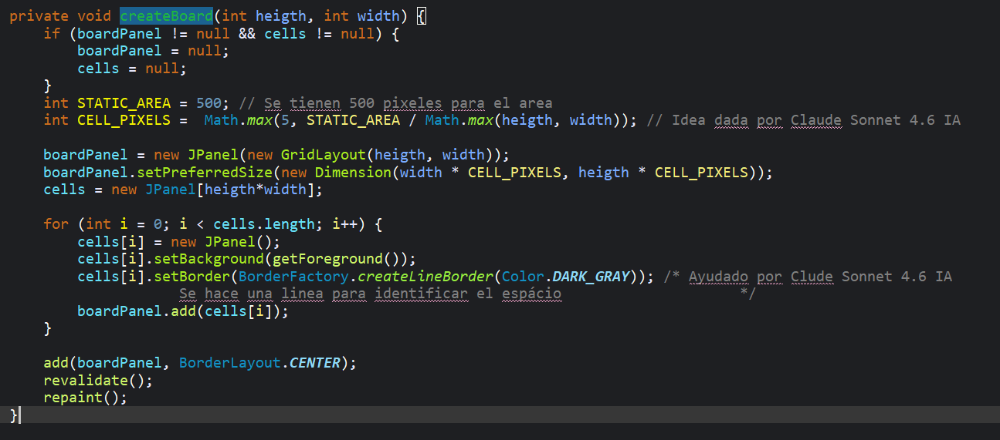 private void createBoard(int heigth, int width) {
    if (boardPanel != null && cells != null) {
        boardPanel = null;
        cells = null;
    }
    int STATIC_AREA = 500; // Se tienen 500 pixeles para el area
    int CELL_PIXELS =  Math.max(5, STATIC_AREA / Math.max(heigth, width)); // Idea dada por Claude Sonnet 4.6 IA
    boardPanel = new JPanel(new GridLayout(heigth, width));
    boardPanel.setPreferredSize(new Dimension(width * CELL_PIXELS, heigth * CELL_PIXELS));
    cells = new JPanel[heigth*width];
    for (int i = 0; i < cells.length; i++) {
        cells[i] = new JPanel();
        cells[i].setBackground(getForeground());
        cells[i].setBorder(BorderFactory.createLineBorder(Color.DARK_GRAY)); /* Ayudado por Clude Sonnet 4.6 IA
                    Se hace una linea para identificar el espácio                     */
        boardPanel.add(cells[i]);
    }
    add(boardPanel, BorderLayout.CENTER);
    revalidate();
    repaint();
}